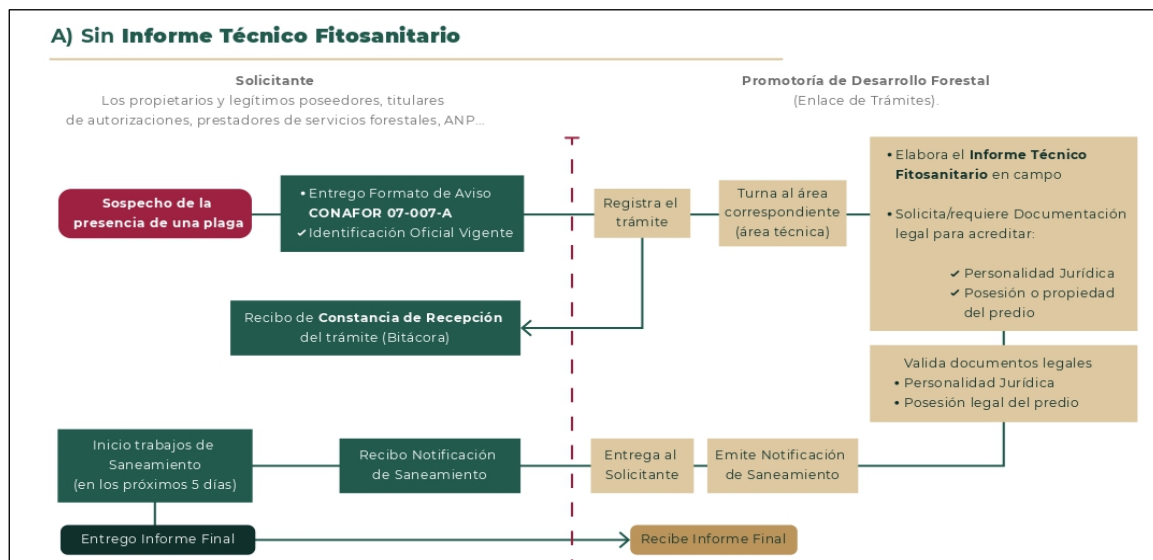 A) Sin Informe Técnico Fitosanitario
Solicitante
Los propietarios y legítimos poseedores, titulares
de autorizaciones, prestadores de servicios forestales, ANP...
Promotoría de Desarrollo Forestal
(Enlace de Trámites).
Sospecho de la
presencia de una plaga
• Entrego Formato de Aviso
CONAFOR 07-007-A
✓ Identificación Oficial Vigente
Registra el
trámite
Turna al área
correspondiente
(área técnica)
• Elabora el Informe Técnico
Fitosanitario en campo
• Solicita/requiere Documentación
legal para acreditar:
✓ Personalidad Jurídica
✓ Posesión o propiedad
del predio
Recibo de Constancia de Recepción
del trámite (Bitácora)
Valida documentos legales
• Personalidad Jurídica
• Posesión legal del predio
Inicio trabajos de
Saneamiento
(en los próximos 5 días)
Recibo Notificación
de Saneamiento
Entrega al
Solicitante
Emite Notificación
de Saneamiento
Entrego Informe Final
Recibe Informe Final